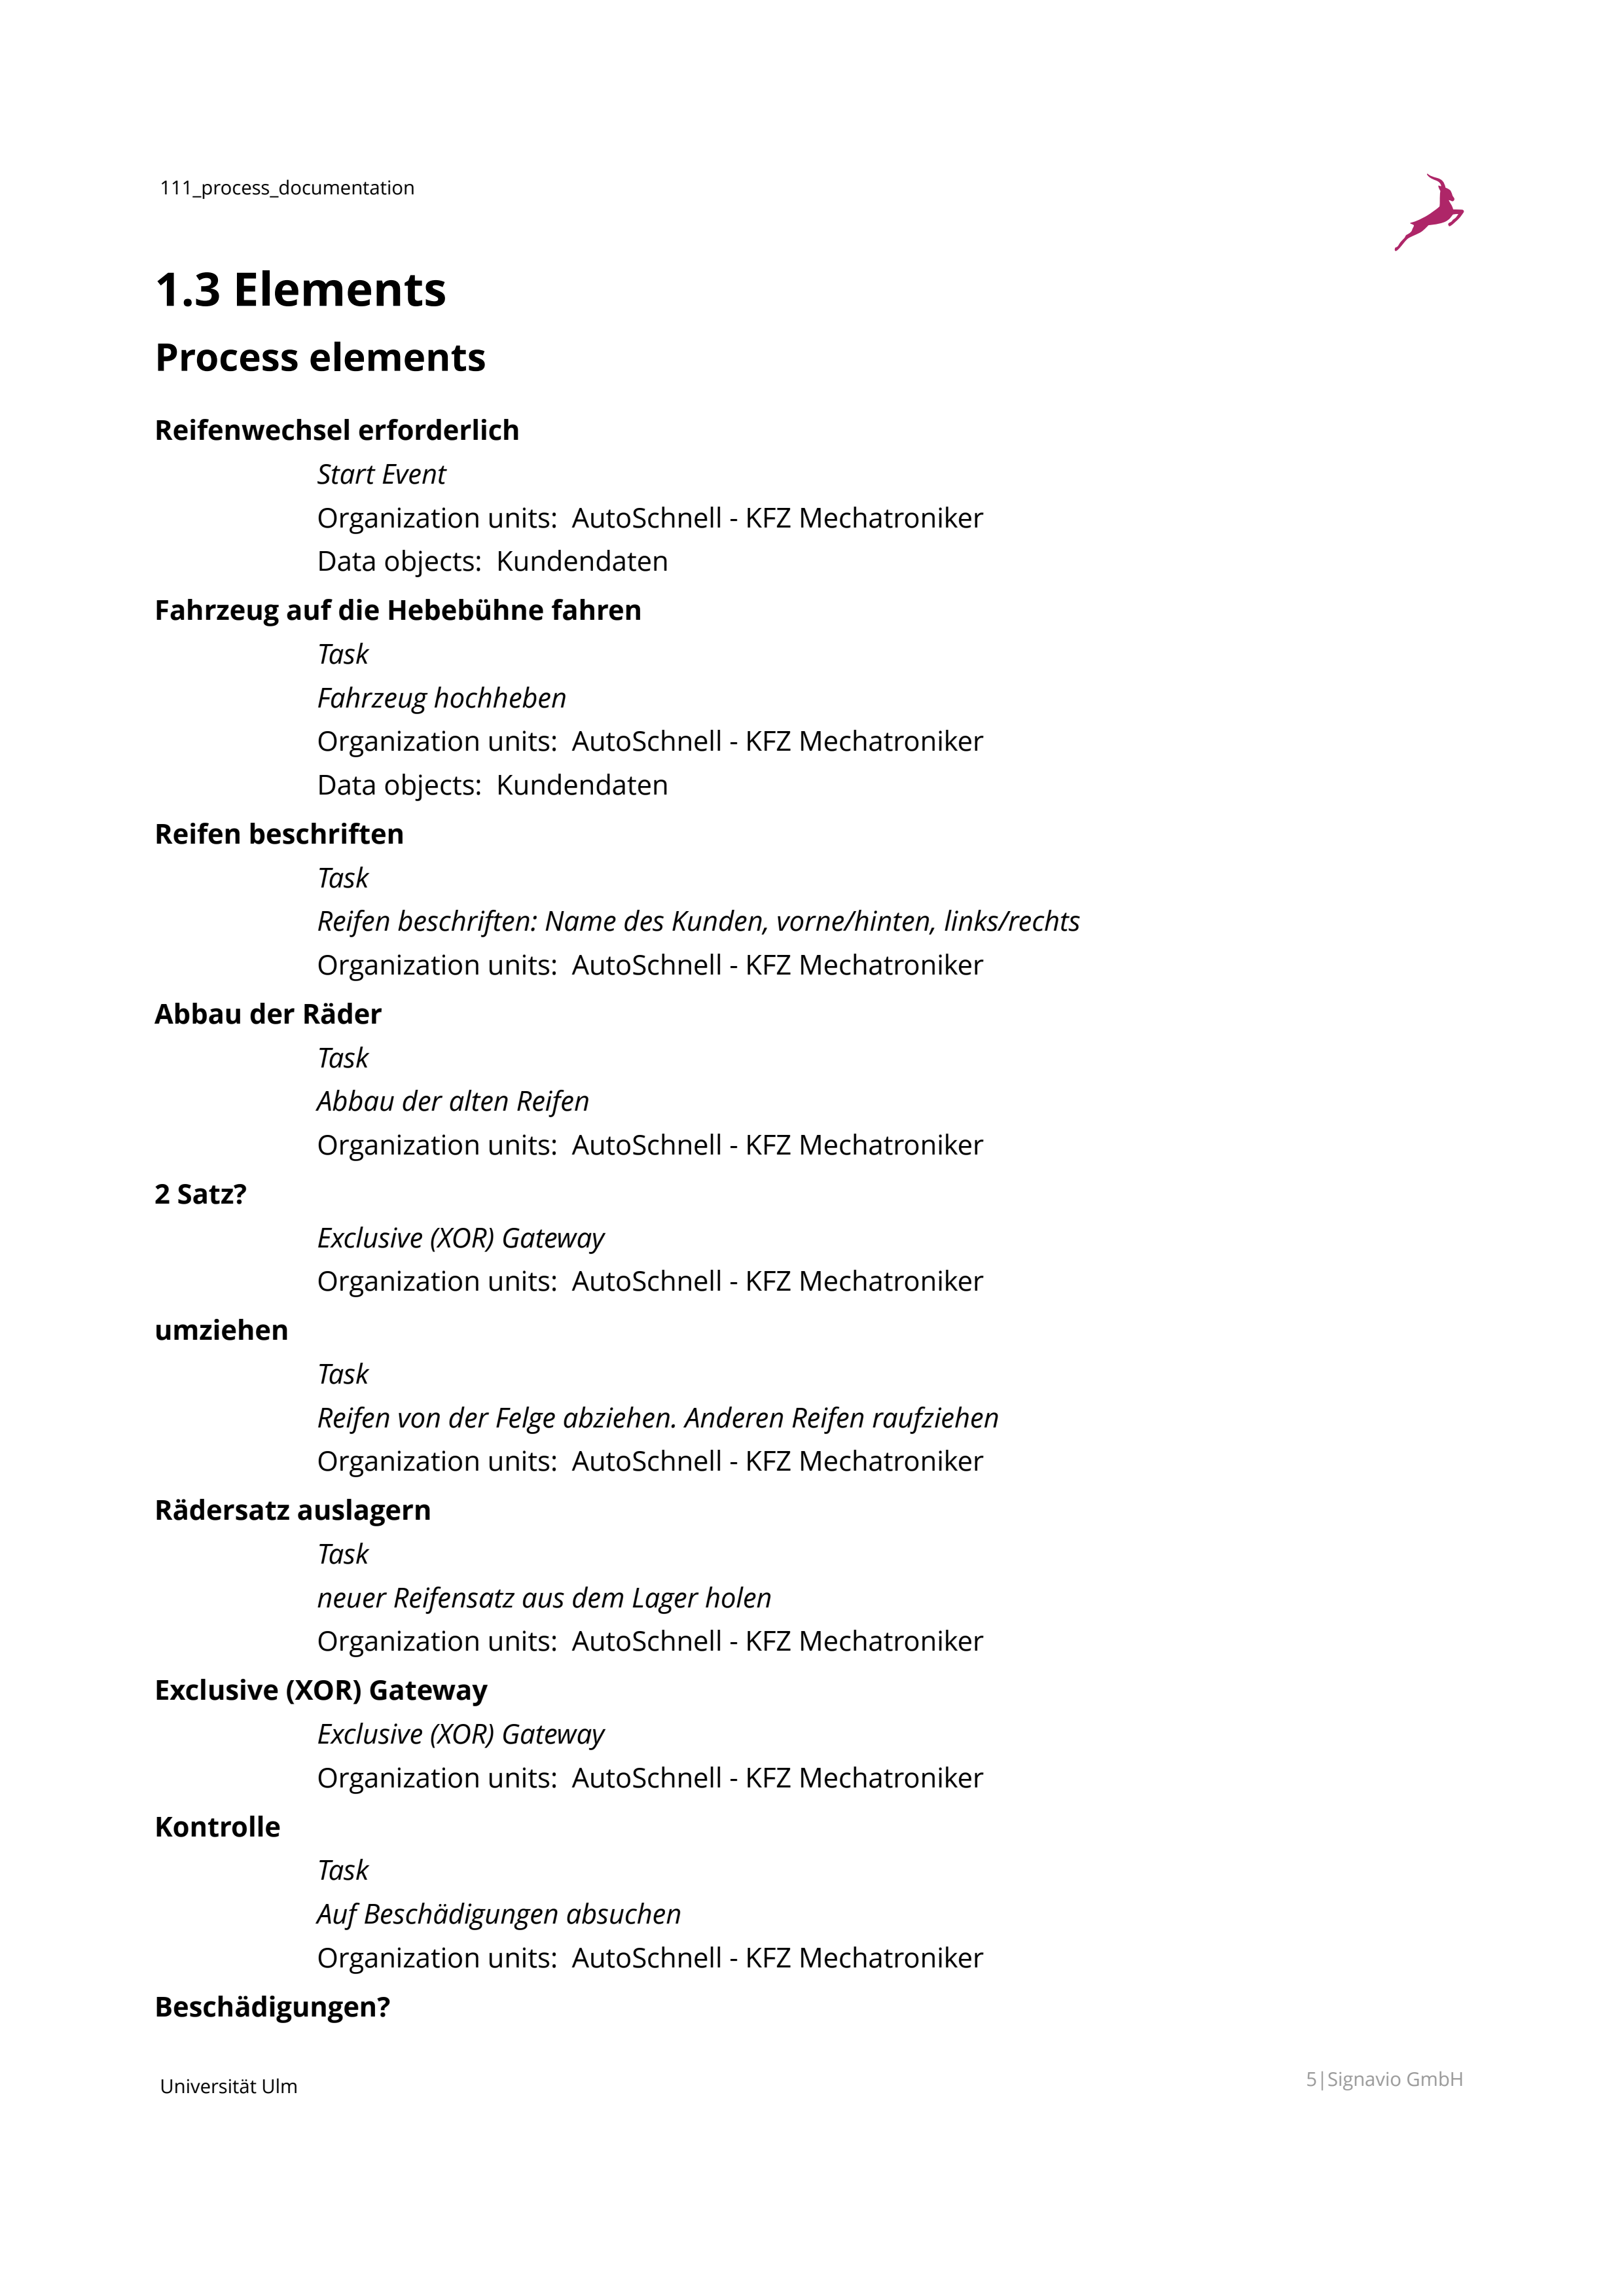 111_process_documentation
1.3 Elements
Process elements
Reifenwechsel erforderlich
Start Event
Organization units:  AutoSchnell - KFZ Mechatroniker
Data objects:  Kundendaten
Fahrzeug auf die Hebebühne fahren
Task
Fahrzeug hochheben
Organization units:  AutoSchnell - KFZ Mechatroniker
Data objects:  Kundendaten
Reifen beschriften
Task
Reifen beschriften: Name des Kunden, vorne/hinten, links/rechts
Organization units:  AutoSchnell - KFZ Mechatroniker
Abbau der Räder
Task
Abbau der alten Reifen
Organization units:  AutoSchnell - KFZ Mechatroniker
2 Satz?
Exclusive (XOR) Gateway
Organization units:  AutoSchnell - KFZ Mechatroniker
umziehen
Task
Reifen von der Felge abziehen. Anderen Reifen raufziehen
Organization units:  AutoSchnell - KFZ Mechatroniker
Rädersatz auslagern
Task
neuer Reifensatz aus dem Lager holen
Organization units:  AutoSchnell - KFZ Mechatroniker
Exclusive (XOR) Gateway
Exclusive (XOR) Gateway
Organization units:  AutoSchnell - KFZ Mechatroniker
Kontrolle
Task
Auf Beschädigungen absuchen
Organization units:  AutoSchnell - KFZ Mechatroniker
Beschädigungen?
Universität Ulm
5|Signavio GmbH